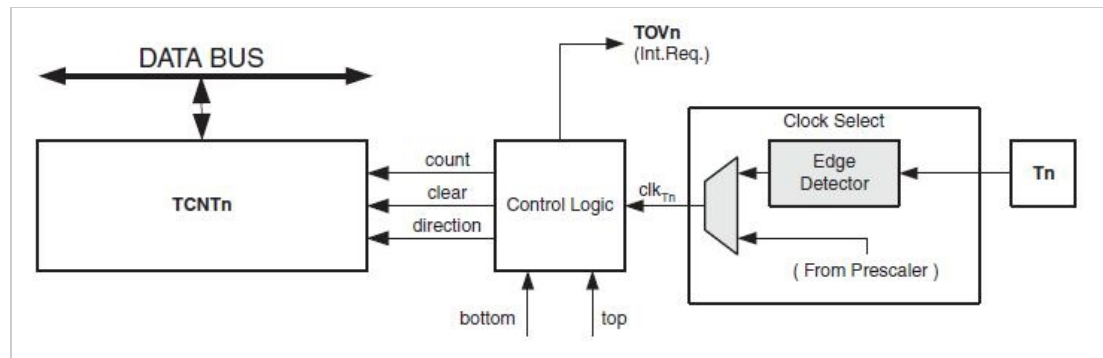 TOVn
(Int.Req.)
DATA BUS
Clock Select
count
clear
direction
TCNTn
Control Logic
clkTn
Edge
Detector
Tn
( From Prescaler )
bottom
top